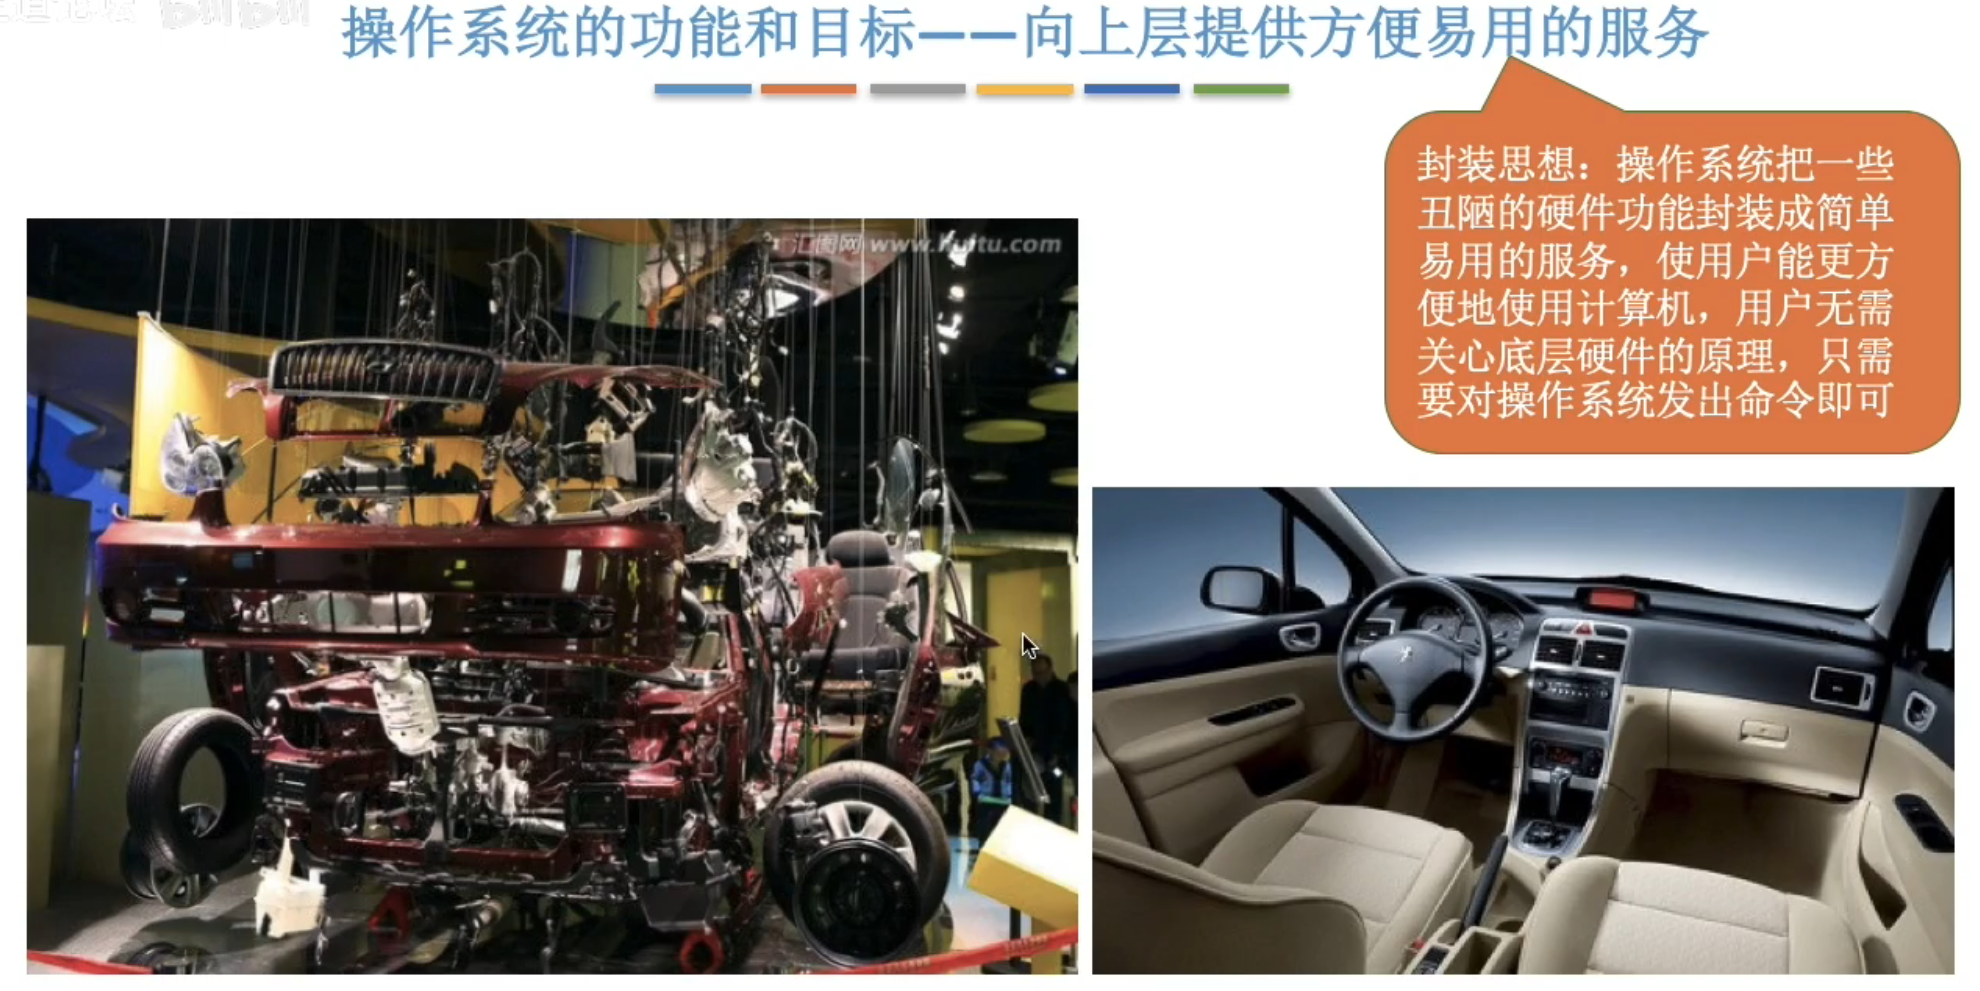 操作系统的功能和目标——向上层提供方便易用的服务
封装思想：操作系统把一些
丑陋的硬件功能封装成简单
易用的服务，使用户能更方
便地使用计算机，用户无需
关心底层硬件的原理，只需
要对操作系统发出命令即可
汇图网 www.huitu.com